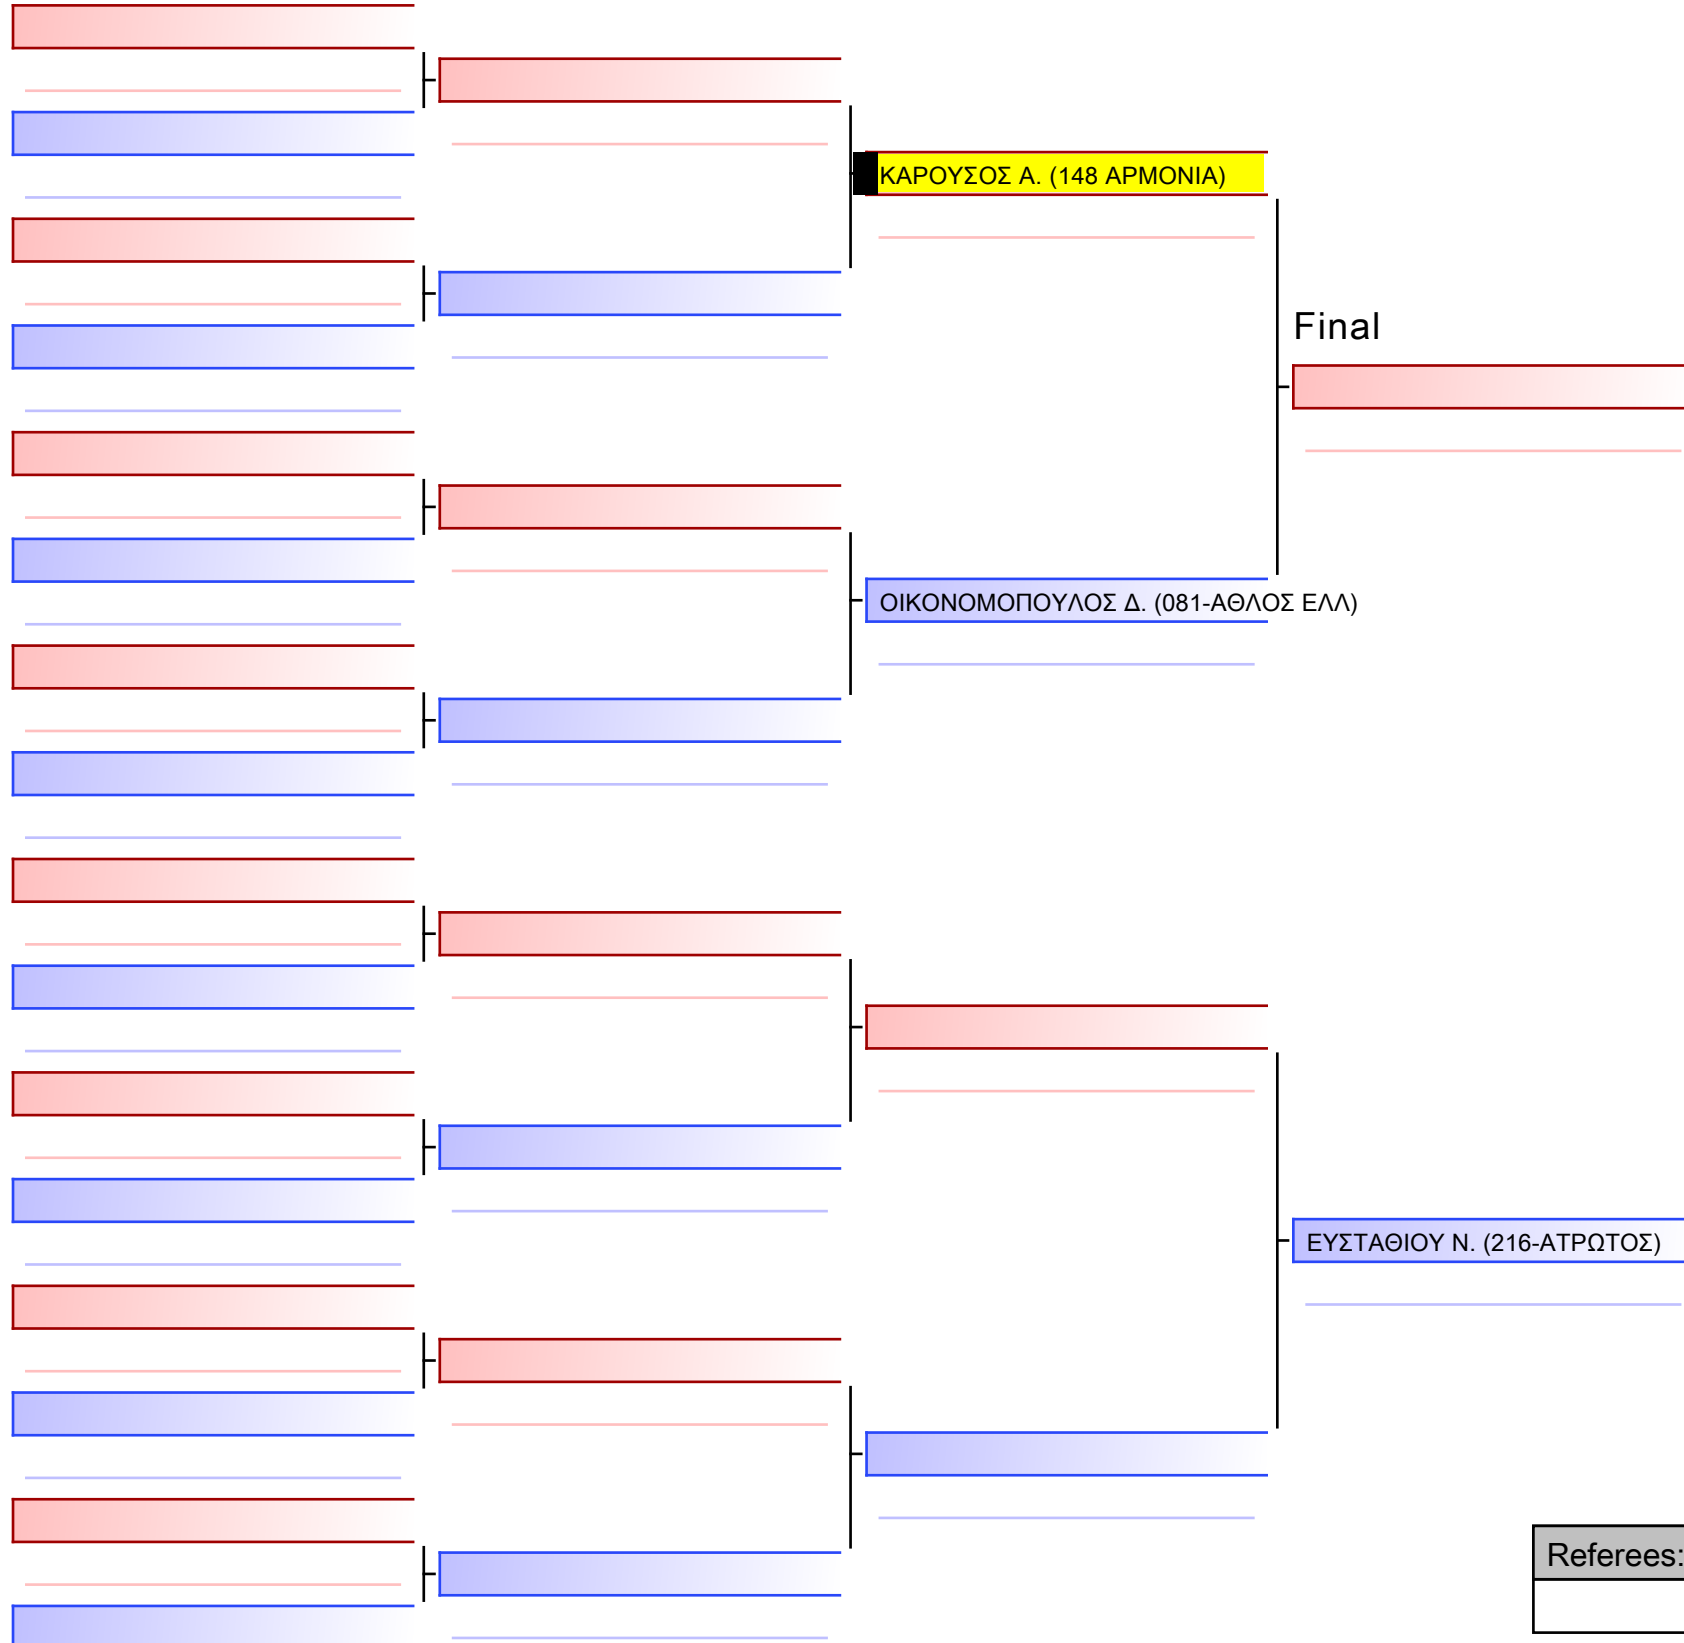 ΚΑΡΟΥΣΟΣ Α. (148 ΑΡΜΟΝΙΑ)
Final
ΟΙΚΟΝΟΜΟΠΟΥΛΟΣ Δ. (081-ΑΘΛΟΣ ΕΛΛ)
ΕΥΣΤΑΘΙΟΥ Ν. (216-ΑΤΡΩΤΟΣ)
Referees: